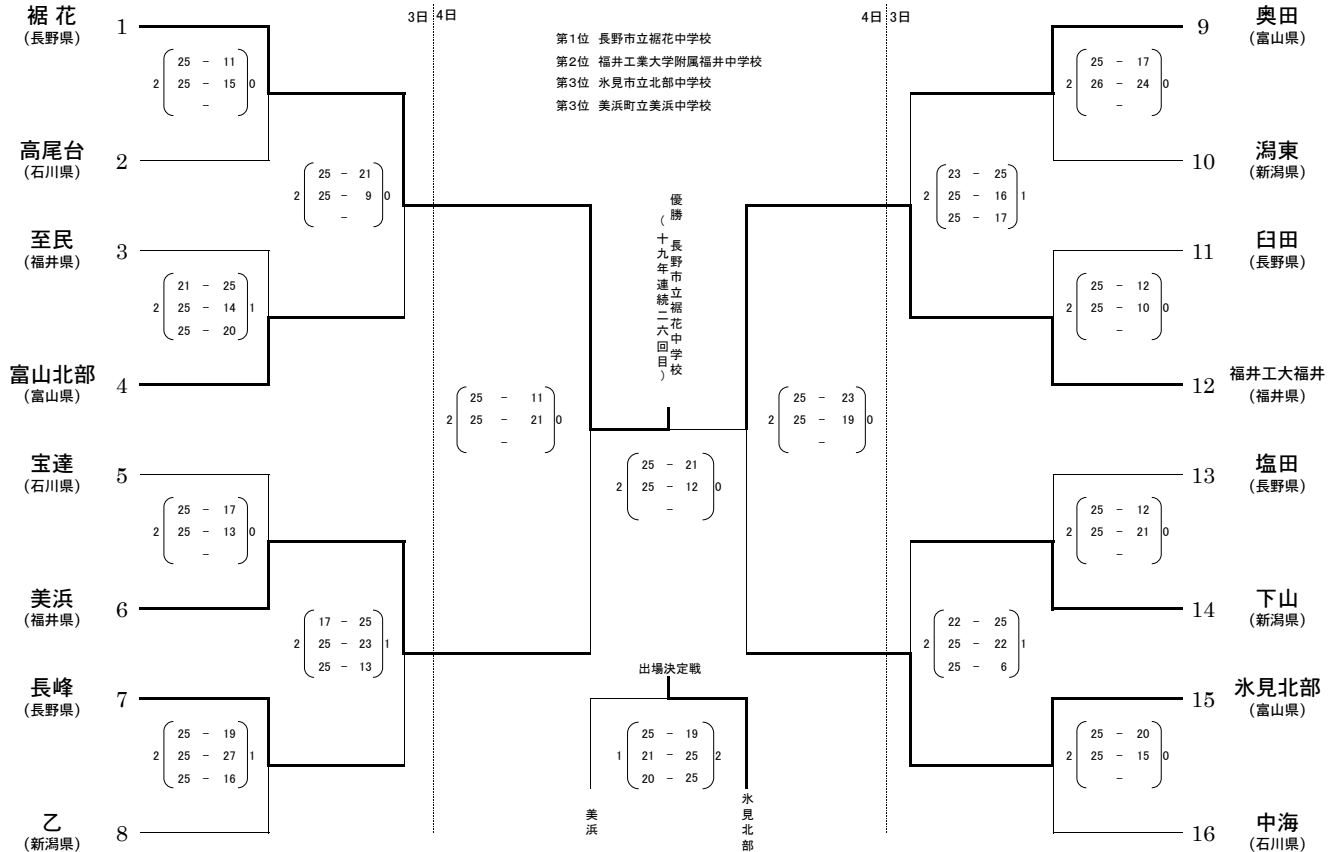 3日 4日
4日 3日
第1位 長野市立裾花中学校
第2位 福井工業大学附属福井中学校
第3位 氷見市立北部中学校
第3位 美浜町立美浜中学校
裾 花
(長野県)
1
25 - 11
2 25 - 15 0
-
高尾台
(石川県)
2
25 - 21
2 25 - 9 0
-
至民
(福井県)
3
21 - 25
2 25 - 14 1
25 - 20
富山北部
(富山県)
4
25 - 11
2 25 - 21 0
-
宝達
(石川県)
5
25 - 17
2 25 - 13 0
-
美浜
(福井県)
6
17 - 25
2 25 - 23 1
25 - 13
長峰
(長野県)
7
25 - 19
2 25 - 27 1
25 - 16
乙
(新潟県)
8
優勝 長野市立裾花中学校
(十九年連続二六回目)
25 - 21
2 25 - 12 0
-
出場決定戦
25 - 19
1 21 - 25 2
20 - 25
美浜
氷見北部
9
奥田
(富山県)
25 - 17
2 26 - 24 0
-
10
潟東
(新潟県)
23 - 25
2 25 - 16 1
25 - 17
11
臼田
(長野県)
25 - 12
2 25 - 10 0
-
12
福井工大福井
(福井県)
25 - 23
2 25 - 19 0
-
13
塩田
(長野県)
25 - 12
2 25 - 21 0
-
14
下山
(新潟県)
22 - 25
2 25 - 22 1
25 - 6
15
氷見北部
(富山県)
25 - 20
2 25 - 15 0
-
16
中海
(石川県)